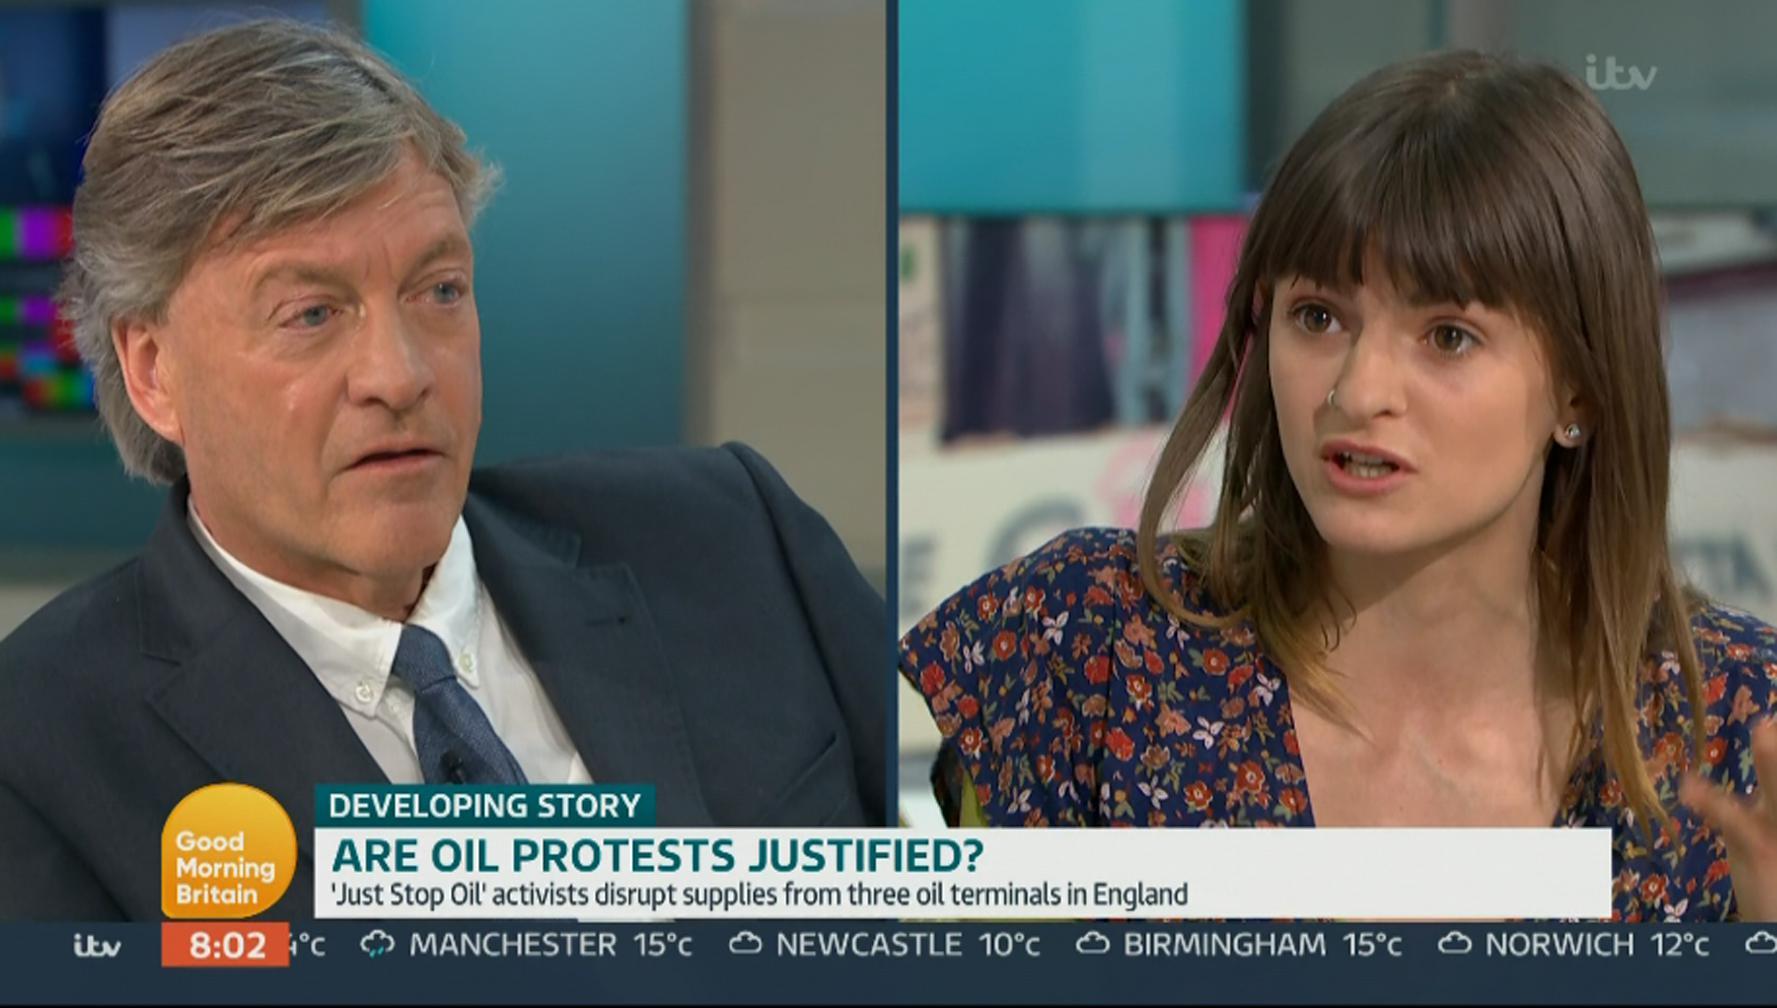 itv
DEVELOPING STORY
ARE OIL PROTESTS JUSTIFIED?
'Just Stop Oil' activists disrupt supplies from three oil terminals in England
Good
Morning
Britain
itv 8:02 °c MANCHESTER 15°c NEWCASTLE 10°c BIRMINGHAM 15°c NORWICH 12°c